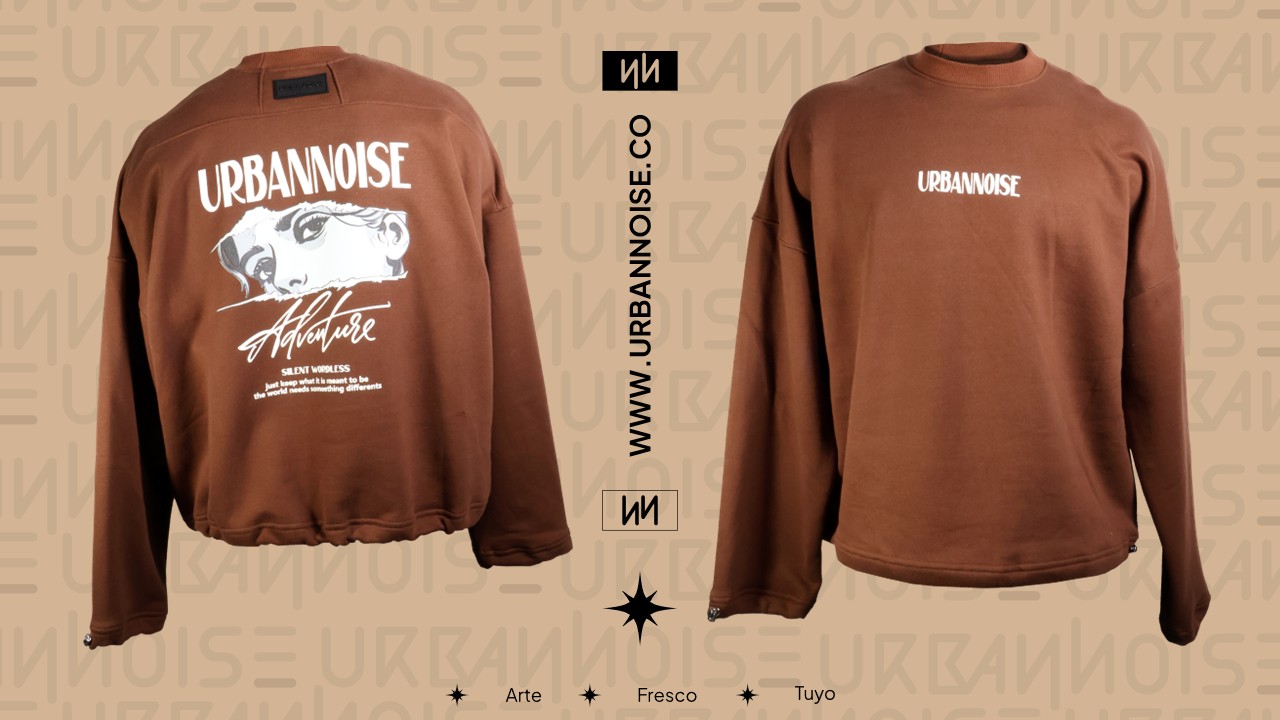 URBANNOISE
Adventure
SILENT WORDLESS
just keep what it is meant to be
the world needs something differents
WWW.URBANNOISE.CO
URBANNOISE
Arte
Fresco
Tuyo